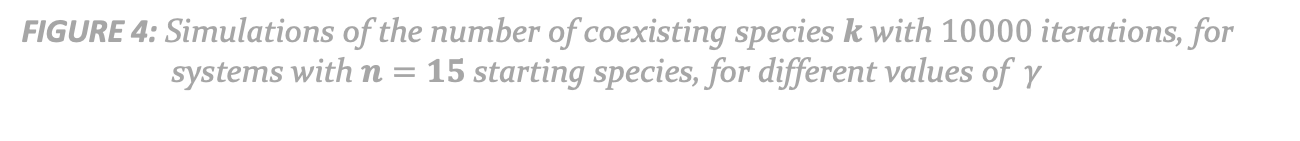 FIGURE 4: Simulations of the number of coexisting species k with 10000 iterations, for
systems with n = 15 starting species, for different values of γ